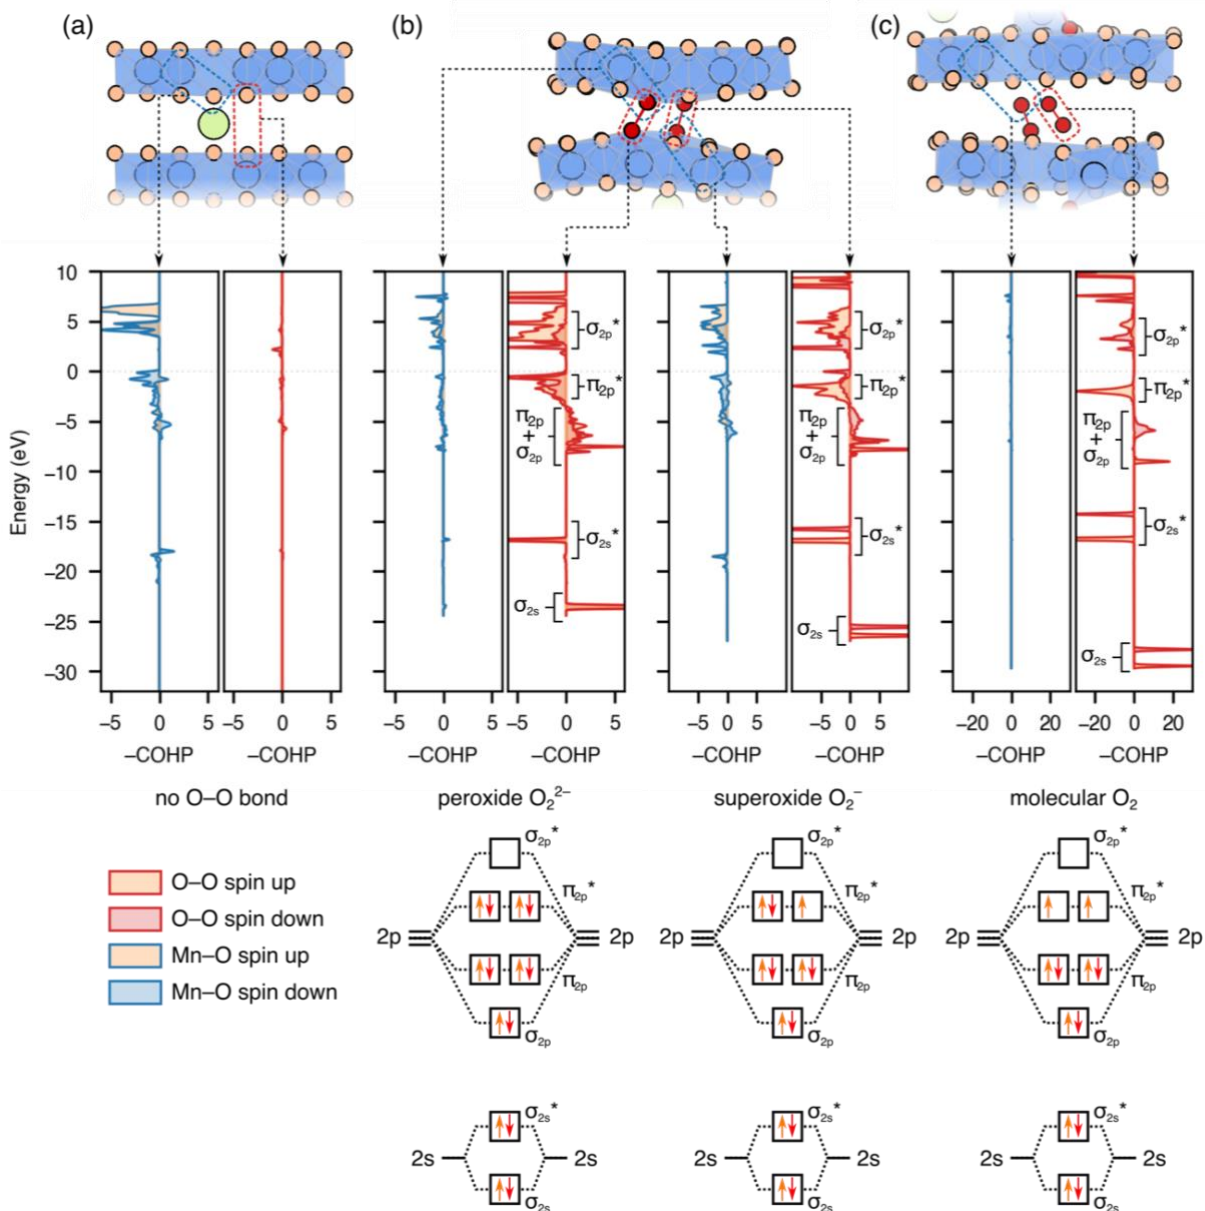 (a)
(b)
(c)
Energy (eV)
10
5
0
−5
−10
−15
−20
−25
−30
σ2p*
π2p*
π2p
+
σ2p
σ2s*
σ2s
σ2p*
π2p*
π2p
+
σ2p
σ2s*
σ2s
σ2p*
π2p*
π2p
+
σ2p
σ2s*
σ2s
−5 0 5 −5 0 5 −5 0 5 −5 0 5 −5 0 5 −5 0 5 −20 0 20 −20 0 20
−COHP −COHP −COHP −COHP −COHP −COHP −COHP −COHP
no O–O bond
peroxide O₂²⁻
superoxide O₂⁻
molecular O₂
O–O spin up
O–O spin down
Mn–O spin up
Mn–O spin down
σ2p*
π2p*
2p 2p
π2p
σ2p
σ2s*
2s 2s
σ2s
σ2p*
π2p*
2p 2p
π2p
σ2p
σ2s*
2s 2s
σ2s
σ2p*
π2p*
2p 2p
π2p
σ2p
σ2s*
2s 2s
σ2s